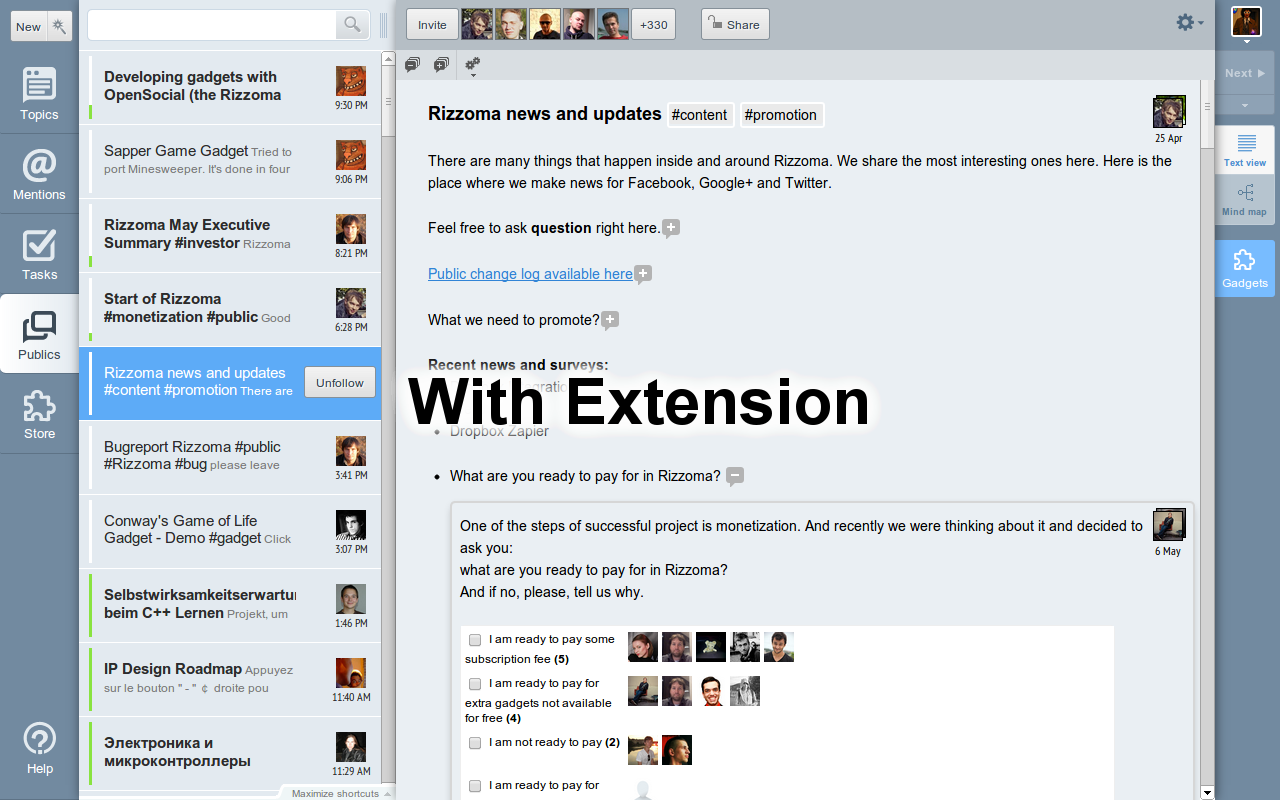 New
Topics
Mentions
Tasks
Publics
Store
Help
Developing gadgets with
OpenSocial (the Rizzoma
9:30 PM
Sapper Game Gadget Tried to
port Minesweeper. It's done in four
9:06 PM
Rizzoma May Executive
Summary #investor Rizzoma
8:21 PM
Start of Rizzoma
#monetization #public Good
6:28 PM
Rizzoma news and updates
#content #promotion There are
Unfollow
Bugreport Rizzoma #public
#Rizzoma #bug please leave
3:41 PM
Conway's Game of Life
Gadget - Demo #gadget Click
3:07 PM
Selbstwirksamkeitserwartu
beim C++ Lernen Projekt, um
1:46 PM
IP Design Roadmap Appuyez
sur le bouton " - " ¢ droite pou
11:40 AM
Электроника и
микроконтроллеры
11:29 AM
Maximize shortcuts
Invite
+330
Share
Rizzoma news and updates #content #promotion
25 Apr
There are many things that happen inside and around Rizzoma. We share the most interesting ones here. Here is the
place where we make news for Facebook, Google+ and Twitter.
Feel free to ask question right here.
Public change log available here
What we need to promote?
Recent news and surveys:
With Extension
Dropbox Zapier
What are you ready to pay for in Rizzoma?
One of the steps of successful project is monetization. And recently we were thinking about it and decided to
ask you:
what are you ready to pay for in Rizzoma?
And if no, please, tell us why.
6 May
I am ready to pay some
subscription fee (5)
I am ready to pay for
extra gadgets not available
for free (4)
I am not ready to pay (2)
I am ready to pay for
Next
Text view
Mind map
Gadgets